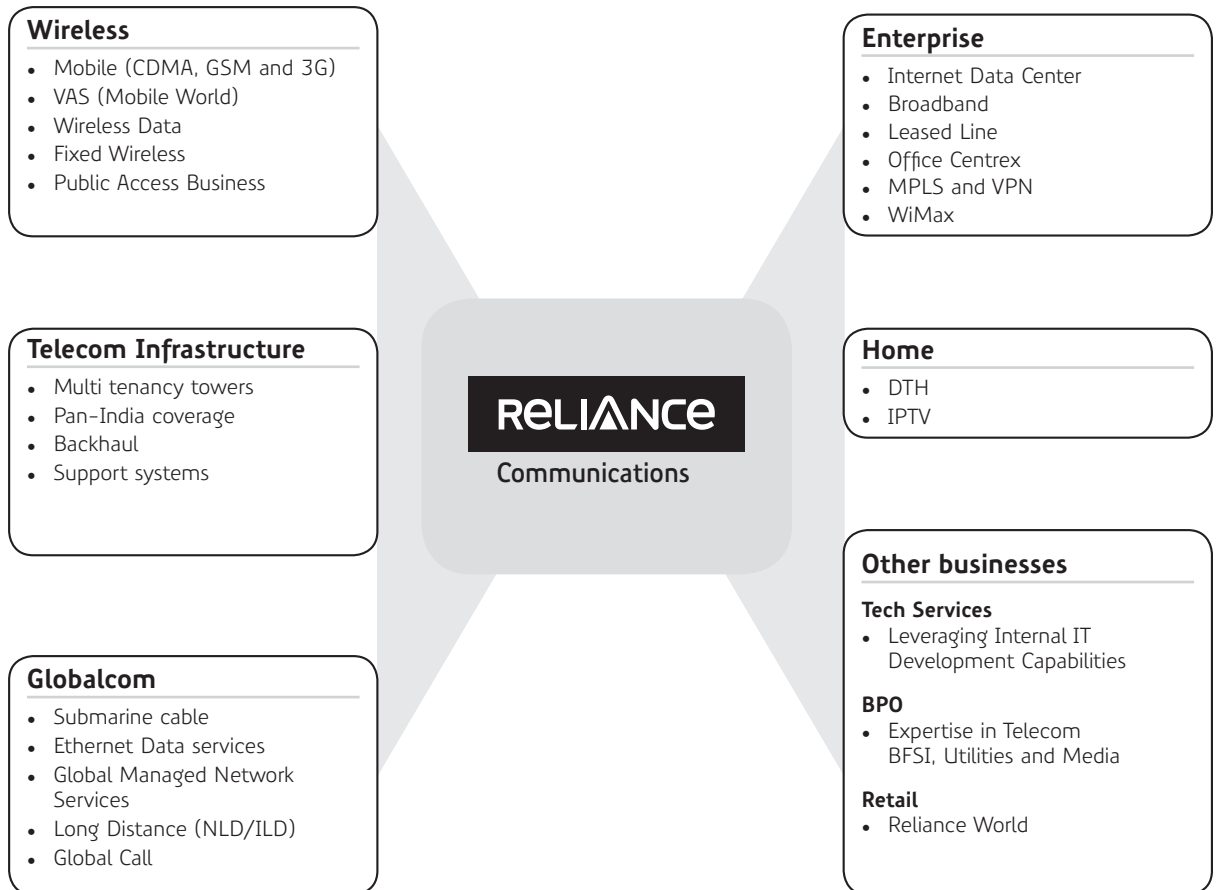 Wireless
• Mobile (CDMA, GSM and 3G)
• VAS (Mobile World)
• Wireless Data
• Fixed Wireless
• Public Access Business
Telecom Infrastructure
• Multi tenancy towers
• Pan-India coverage
• Backhaul
• Support systems
Globalcom
• Submarine cable
• Ethernet Data services
• Global Managed Network
Services
• Long Distance (NLD/ILD)
• Global Call
RELIANCE
Communications
Enterprise
• Internet Data Center
• Broadband
• Leased Line
• Office Centrex
• MPLS and VPN
• WiMax
Home
• DTH
• IPTV
Other businesses
Tech Services
• Leveraging Internal IT
Development Capabilities
BPO
• Expertise in Telecom
BFSI, Utilities and Media
Retail
• Reliance World